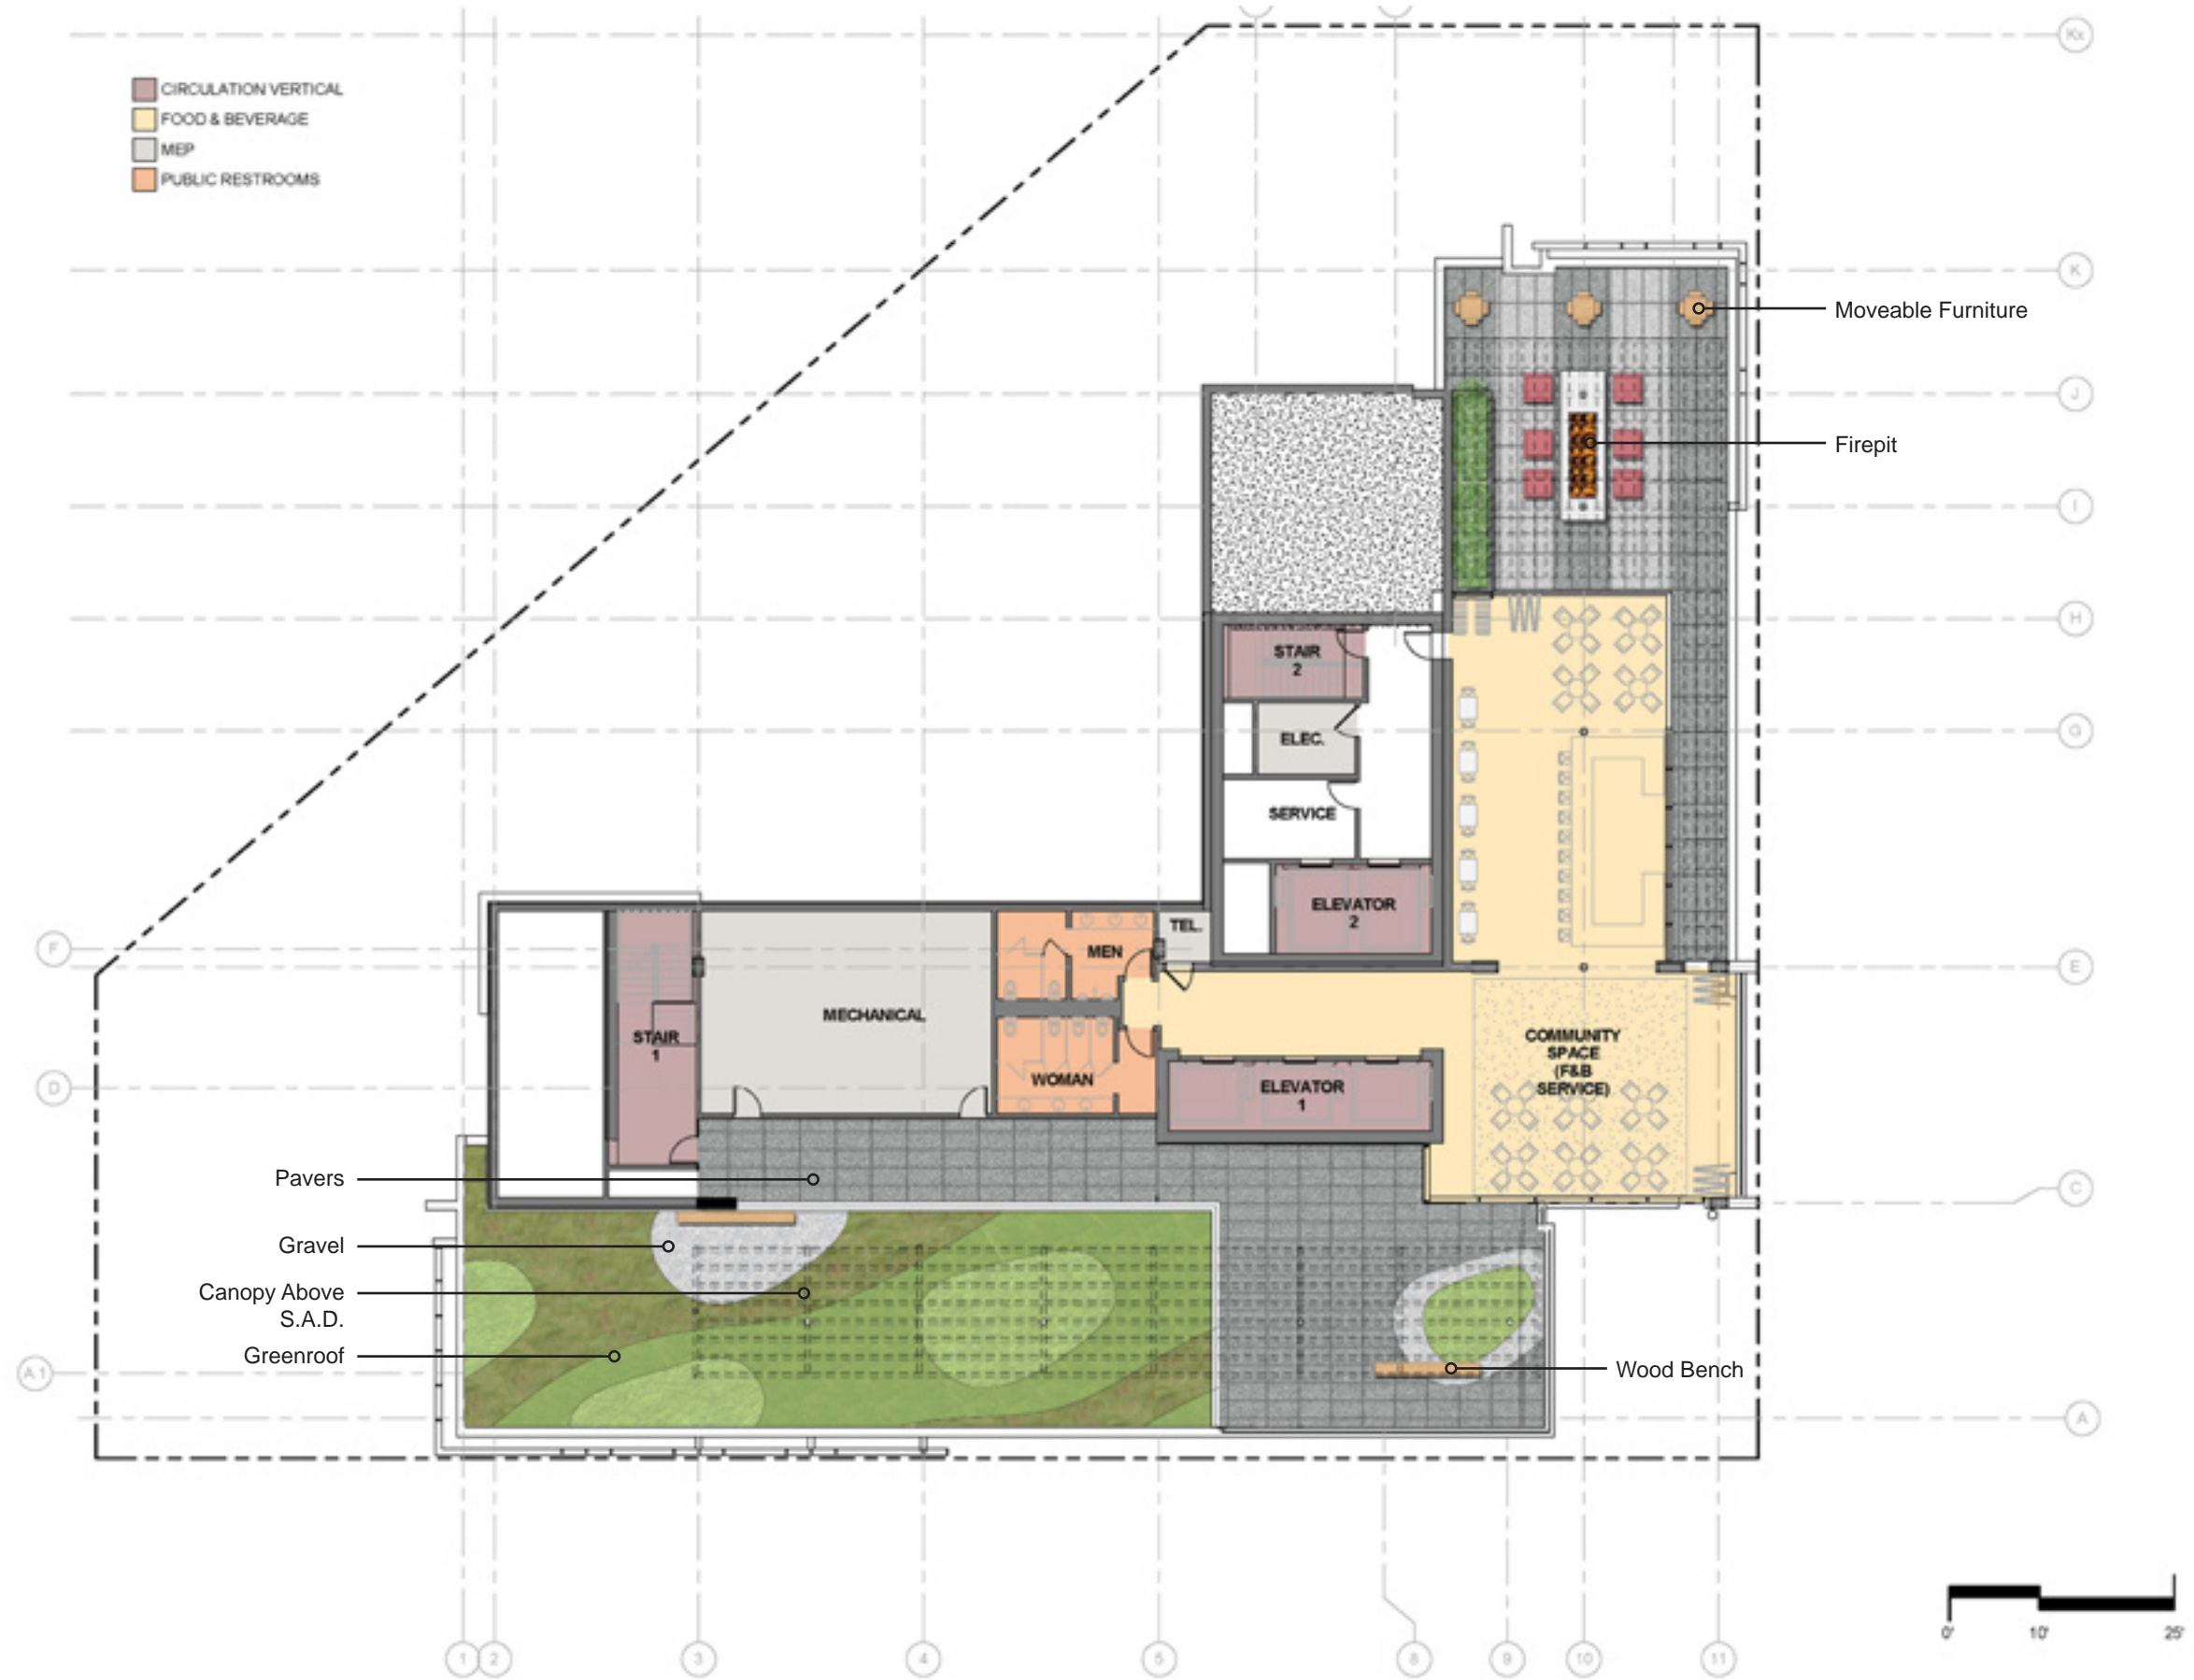 Kx
CIRCULATION VERTICAL
FOOD & BEVERAGE
MEP
PUBLIC RESTROOMS
K
Moveable Furniture
J
Firepit
I
H
STAIR
2
G
ELEC.
SERVICE
ELEVATOR
2
TEL.
MEN
F
E
MECHANICAL
STAIR
1
COMMUNITY
SPACE
(F&B
SERVICE)
WOMAN
ELEVATOR
1
D
Pavers
C
Gravel
Canopy Above
S.A.D.
Greenroof
Wood Bench
A1
A
0'
10'
25'
1
2
3
4
5
8
9
10
11